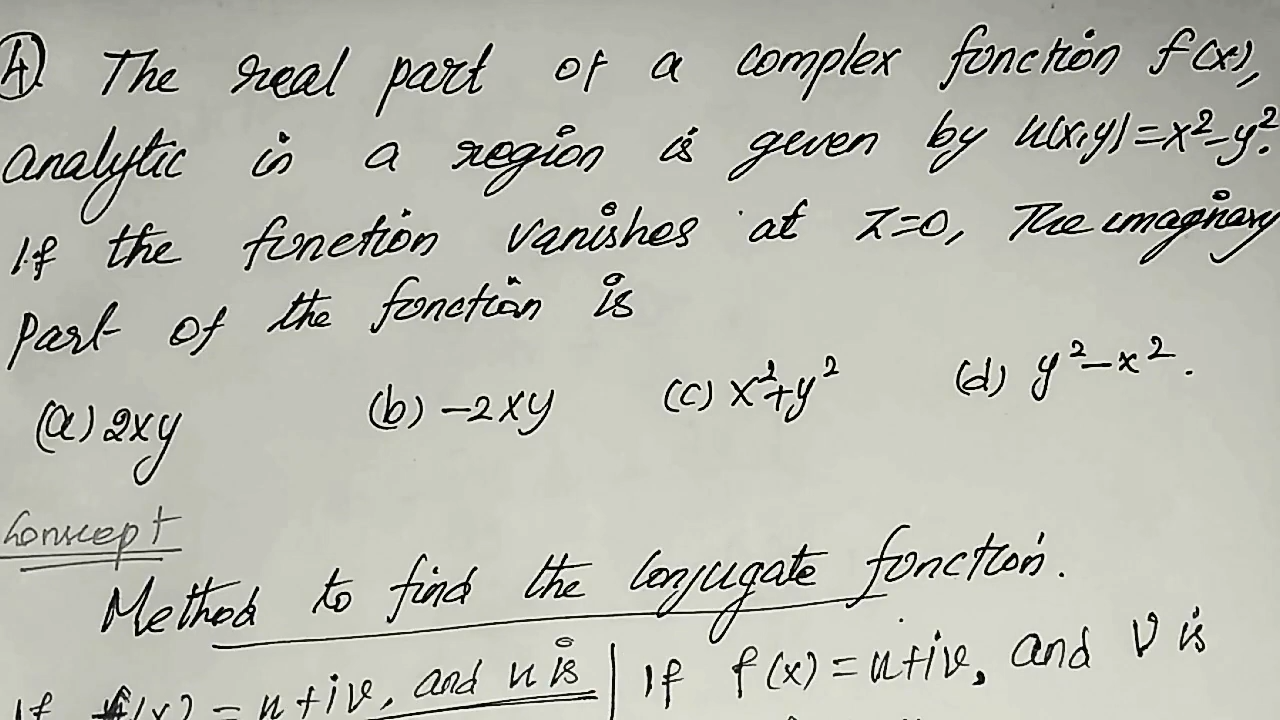 4) The real part of a complex function f(x),
analytic in a region is given by u(x,y)=x²-y².
If the function vanishes at z=0, The imaginary
Part of the function is
(a) 2xy (b) -2xy (c) x²+y² (d) y²-x².
Concept
Method to find the Conjugate function.
If f(x) = u+iv, and u is | If f(x) = u+iv, and V is